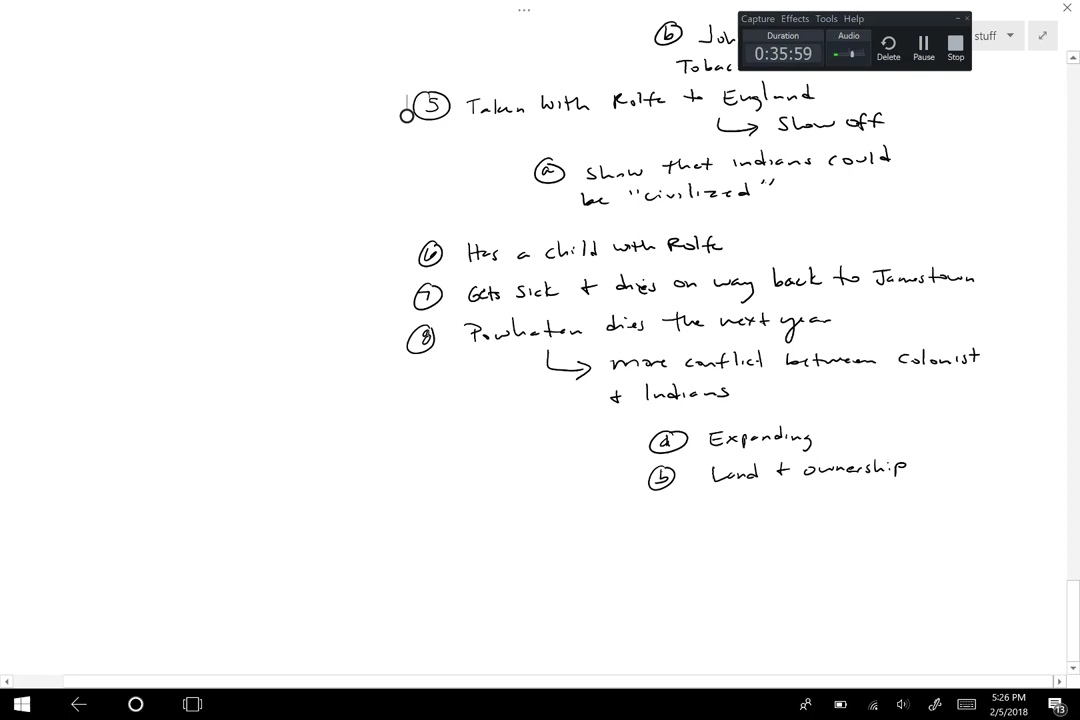 ...
Capture Effects Tools Help
Duration Audio
0:35:59 Delete Pause Stop
stuff
b Joh
Tobac
5 Taken with Rolfe to England
Show off
a Show that indians could
be "civilized"
6 Has a child with Rolfe
7 Gets Sick + dies on way back to Jamestown
8 Powhatan dies the next year
more conflict between colonist
+ Indians
a Expanding
b Land + ownership
5:26 PM
2/5/2018
13